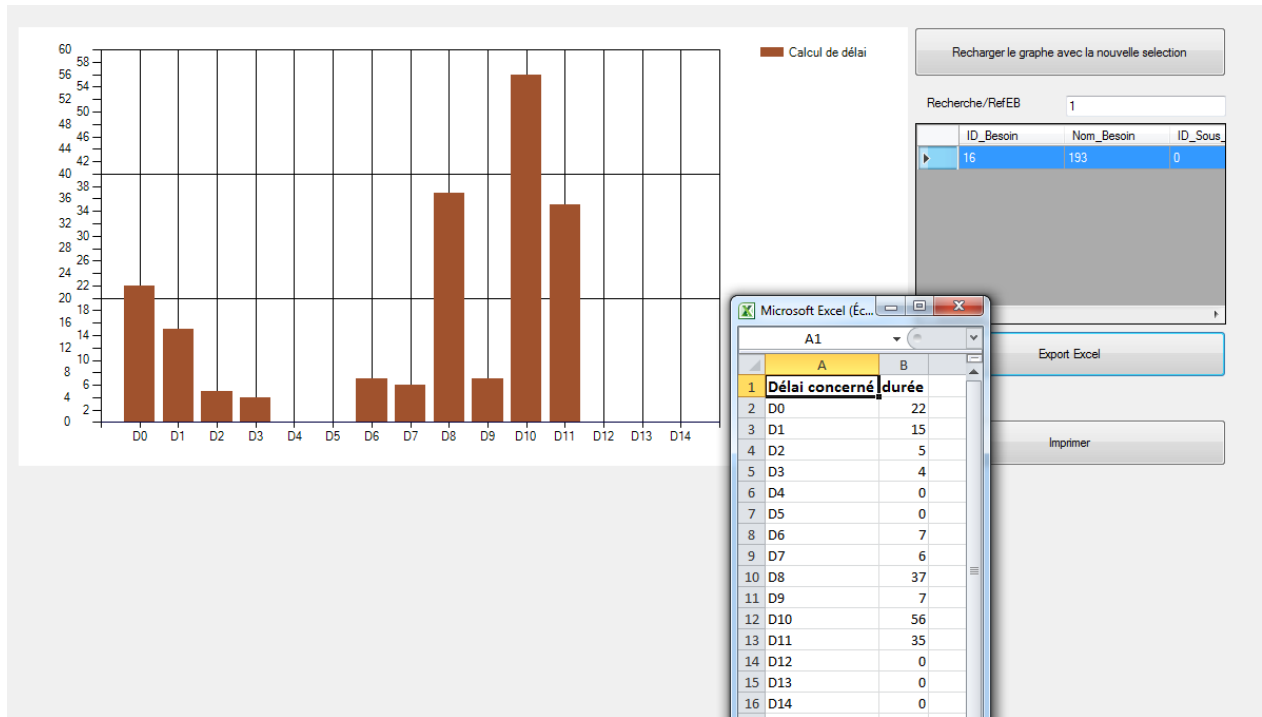 60
58
56
54
52
50
48
46
44
42
40
38
36
34
32
30
28
26
24
22
20
18
16
14
12
10
8
6
4
2
0
D0 D1 D2 D3 D4 D5 D6 D7 D8 D9 D10 D11 D12 D13 D14
Calcul de délai
Recharger le graphe avec la nouvelle selection
Recherche/RefEB 1
ID_Besoin Nom_Besoin ID_Sous_
16 193 0
Export Excel
Imprimer
Microsoft Excel (Éc...
A1
A B
1 Délai concerné durée
2 D0 22
3 D1 15
4 D2 5
5 D3 4
6 D4 0
7 D5 0
8 D6 7
9 D7 6
10 D8 37
11 D9 7
12 D10 56
13 D11 35
14 D12 0
15 D13 0
16 D14 0